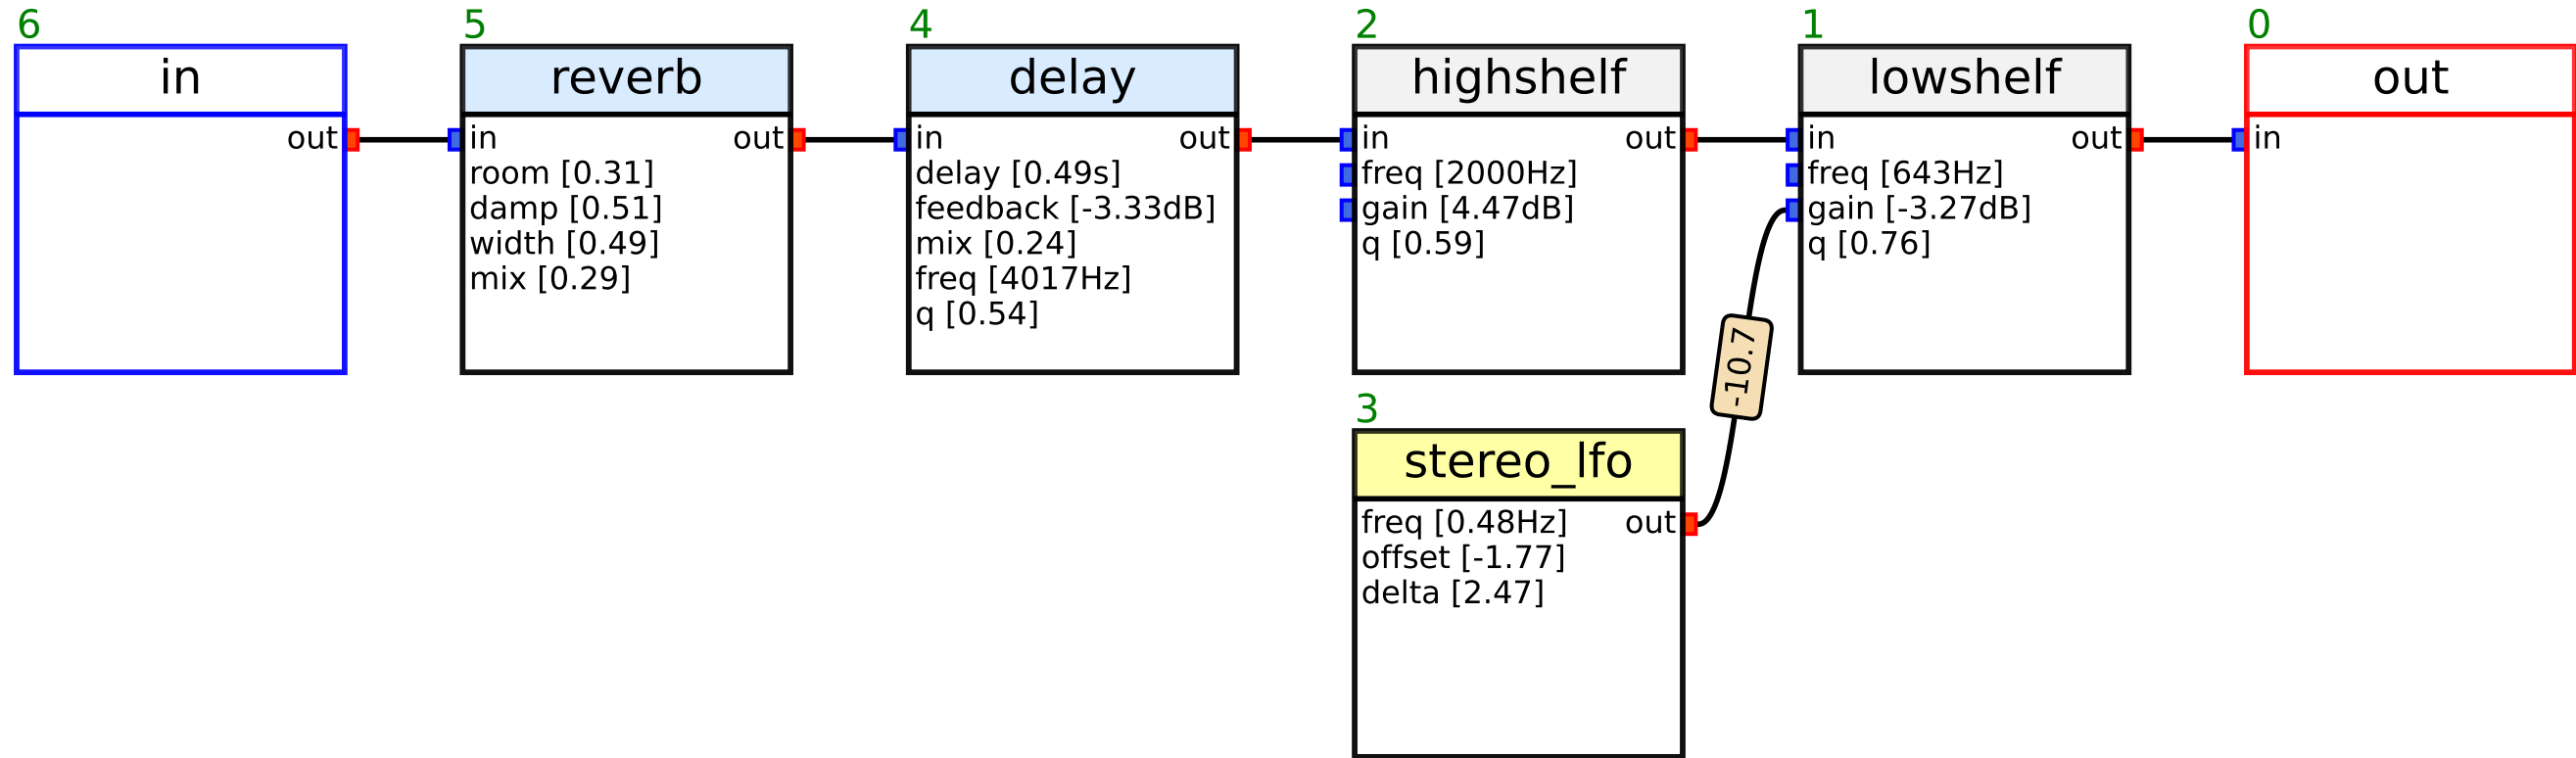 6
in
out
5
reverb
in out
room [0.31]
damp [0.51]
width [0.49]
mix [0.29]
4
delay
in out
delay [0.49s]
feedback [-3.33dB]
mix [0.24]
freq [4017Hz]
q [0.54]
2
highshelf
in out
freq [2000Hz]
gain [4.47dB]
q [0.59]
1
lowshelf
in out
freq [643Hz]
gain [-3.27dB]
q [0.76]
0
out
in
-10.7
3
stereo_lfo
freq [0.48Hz] out
offset [-1.77]
delta [2.47]